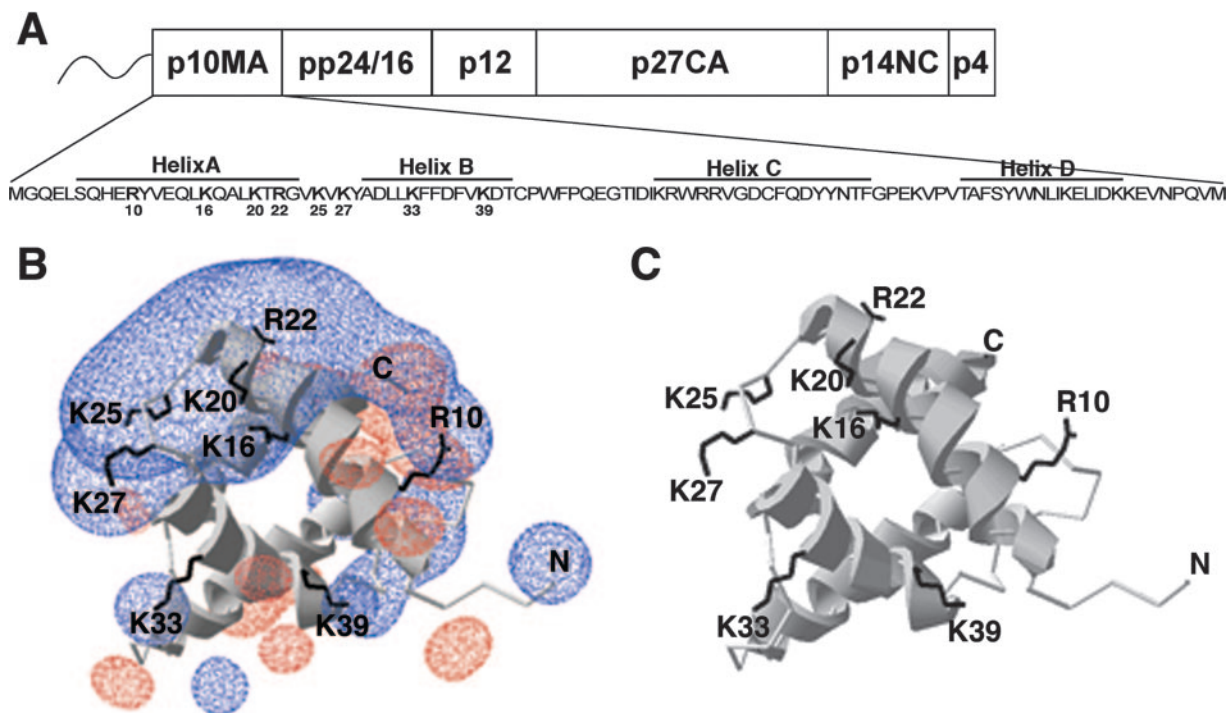 A
p10MA pp24/16 p12 p27CA p14NC p4
HelixA Helix B Helix C Helix D
MGQELSQHERYVEQLKQALKTRGVKVKYADLLKFFDFVKDTCPWFPQEGTIDIKRWRRVGDCFQDYYNTFGPEKVPVTAFSYWNLIKELIDKKEVNPQVM
10 16 20 22 25 27 33 39
B
R22
C
K20
K25
R10
K16
K27
N
K33
K39
C
R22
C
K20
K25
R10
K16
K27
N
K33
K39